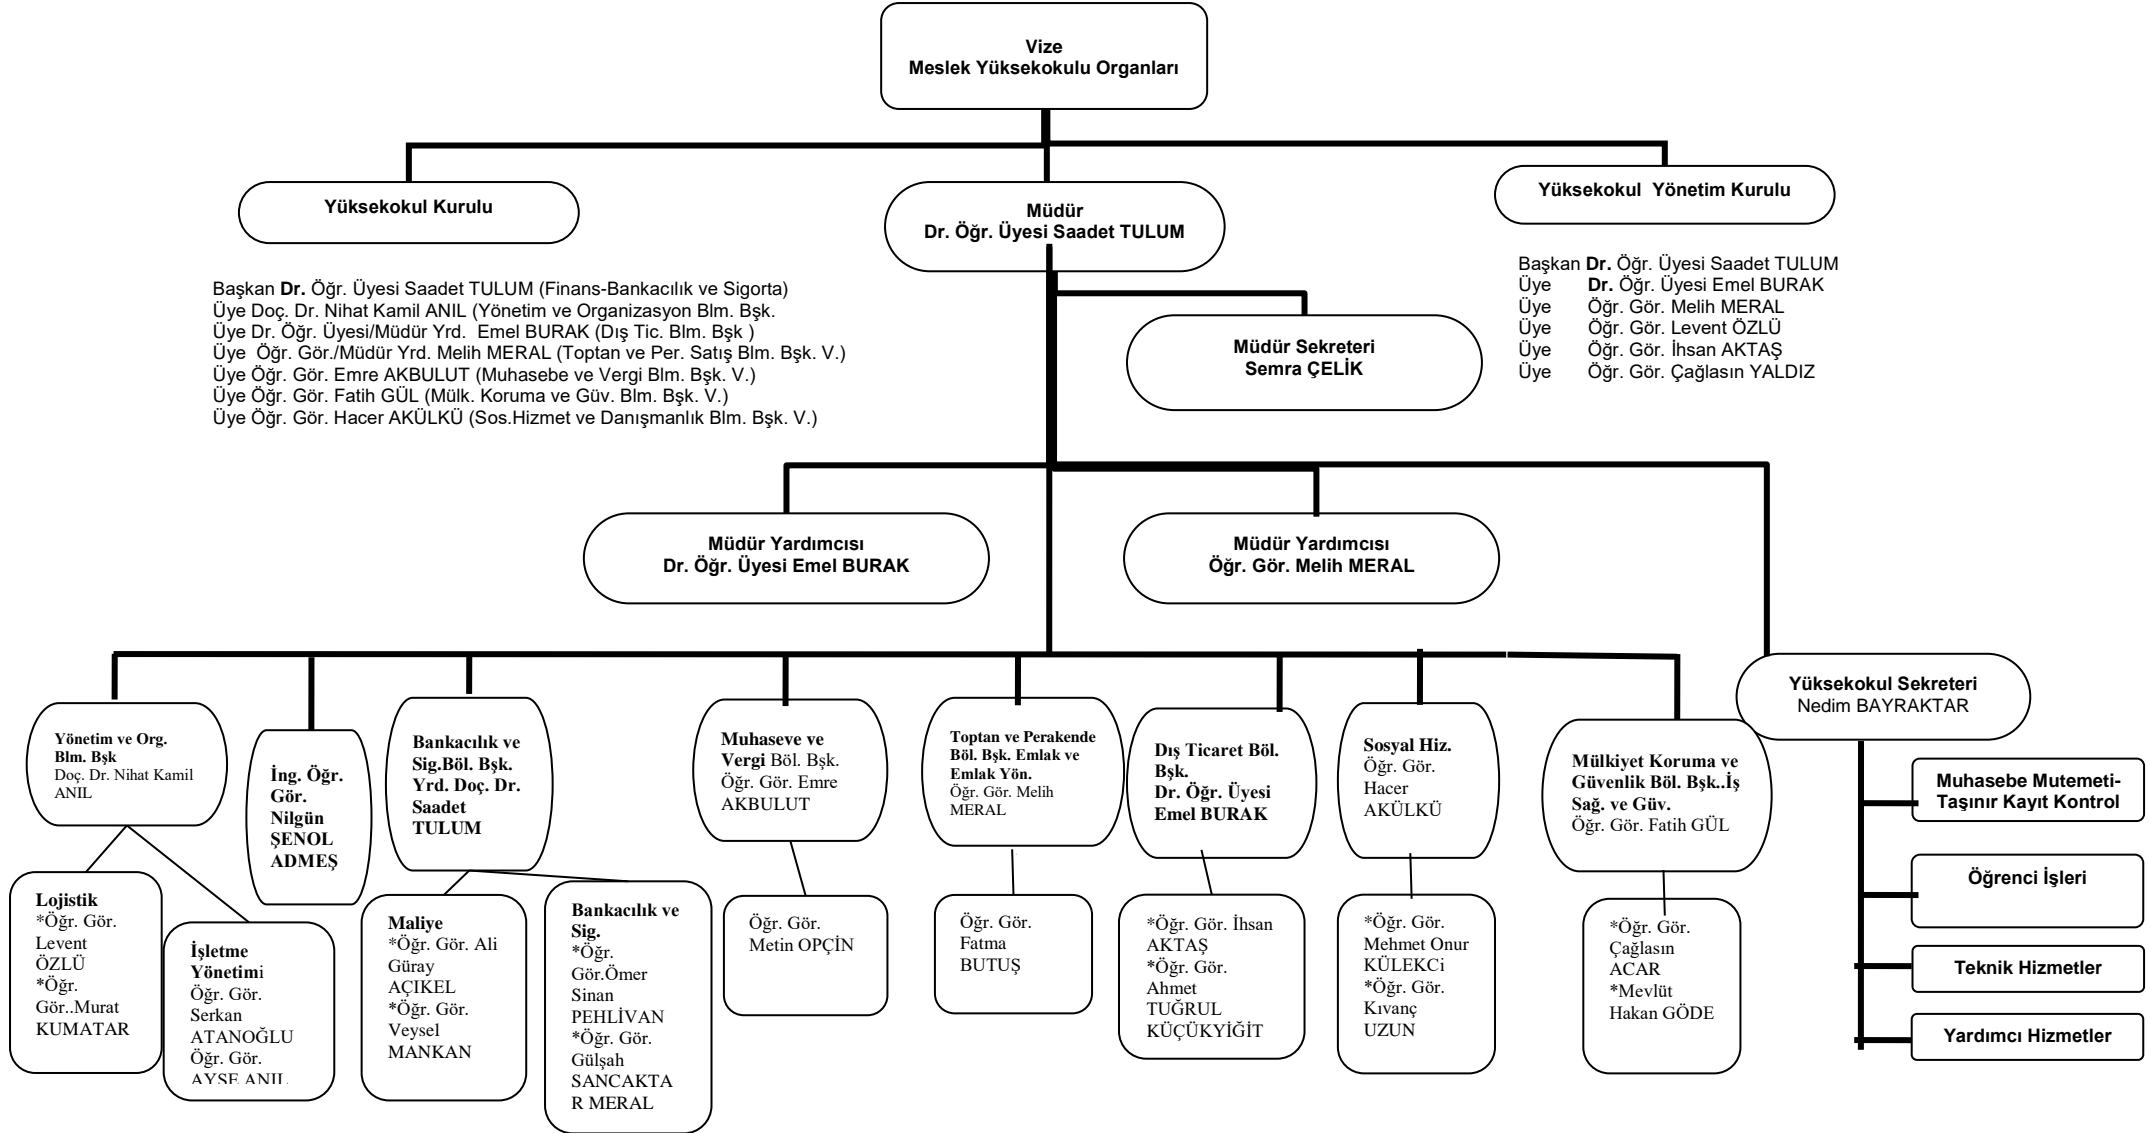 Vize
Meslek Yüksekokulu Organları
Yüksekokul Kurulu
Müdür
Dr. Öğr. Üyesi Saadet TULUM
Yüksekokul Yönetim Kurulu
Başkan Dr. Öğr. Üyesi Saadet TULUM (Finans-Bankacılık ve Sigorta)
Üye Doç. Dr. Nihat Kamil ANIL (Yönetim ve Organizasyon Blm. Bşk.
Üye Dr. Öğr. Üyesi/Müdür Yrd. Emel BURAK (Dış Tic. Blm. Bşk )
Üye Öğr. Gör./Müdür Yrd. Melih MERAL (Toptan ve Per. Satış Blm. Bşk. V.)
Üye Öğr. Gör. Emre AKBULUT (Muhasebe ve Vergi Blm. Bşk. V.)
Üye Öğr. Gör. Fatih GÜL (Mülk. Koruma ve Güv. Blm. Bşk. V.)
Üye Öğr. Gör. Hacer AKÜLKÜ (Sos.Hizmet ve Danışmanlık Blm. Bşk. V.)
Başkan Dr. Öğr. Üyesi Saadet TULUM
Üye Dr. Öğr. Üyesi Emel BURAK
Üye Öğr. Gör. Melih MERAL
Üye Öğr. Gör. Levent ÖZLÜ
Üye Öğr. Gör. İhsan AKTAŞ
Üye Öğr. Gör. Çağlasın YALDIZ
Müdür Sekreteri
Semra ÇELİK
Müdür Yardımcısı
Dr. Öğr. Üyesi Emel BURAK
Müdür Yardımcısı
Öğr. Gör. Melih MERAL
Yüksekokul Sekreteri
Nedim BAYRAKTAR
Yönetim ve Org.
Blm. Bşk
Doç. Dr. Nihat Kamil
ANIL
İng. Öğr.
Gör.
Nilgün
ŞENOL
ADMEŞ
Bankacılık ve
Sig.Böl. Bşk.
Yrd. Doç. Dr.
Saadet
TULUM
Muhaseve ve
Vergi Böl. Bşk.
Öğr. Gör. Emre
AKBULUT
Toptan ve Perakende
Böl. Bşk. Emlak ve
Emlak Yön.
Öğr. Gör. Melih
MERAL
Dış Ticaret Böl.
Bşk.
Dr. Öğr. Üyesi
Emel BURAK
Sosyal Hiz.
Öğr. Gör.
Hacer
AKÜLKÜ
Mülkiyet Koruma ve
Güvenlik Böl. Bşk..İş
Sağ. ve Güv.
Öğr. Gör. Fatih GÜL
Muhasebe Mutemeti-
Taşınır Kayıt Kontrol
Öğrenci İşleri
Teknik Hizmetler
Yardımcı Hizmetler
Lojistik
*Öğr. Gör.
Levent
ÖZLÜ
*Öğr.
Gör..Murat
KUMATAR
İşletme
Yönetimi
Öğr. Gör.
Serkan
ATANOĞLU
Öğr. Gör.
AYSE ANIL
Maliye
*Öğr. Gör. Ali
Güray
AÇIKEL
*Öğr. Gör.
Veysel
MANKAN
Bankacılık ve
Sig.
*Öğr.
Gör.Ömer
Sinan
PEHLİVAN
*Öğr. Gör.
Gülşah
SANCAKTA
R MERAL
Öğr. Gör.
Metin OPÇİN
Öğr. Gör.
Fatma
BUTUŞ
*Öğr. Gör. İhsan
AKTAŞ
*Öğr. Gör.
Ahmet
TUĞRUL
KÜÇÜKYİĞİT
*Öğr. Gör.
Mehmet Onur
KÜLEKCi
*Öğr. Gör.
Kıvanç
UZUN
*Öğr. Gör.
Çağlasın
ACAR
*Mevlüt
Hakan GÖDE